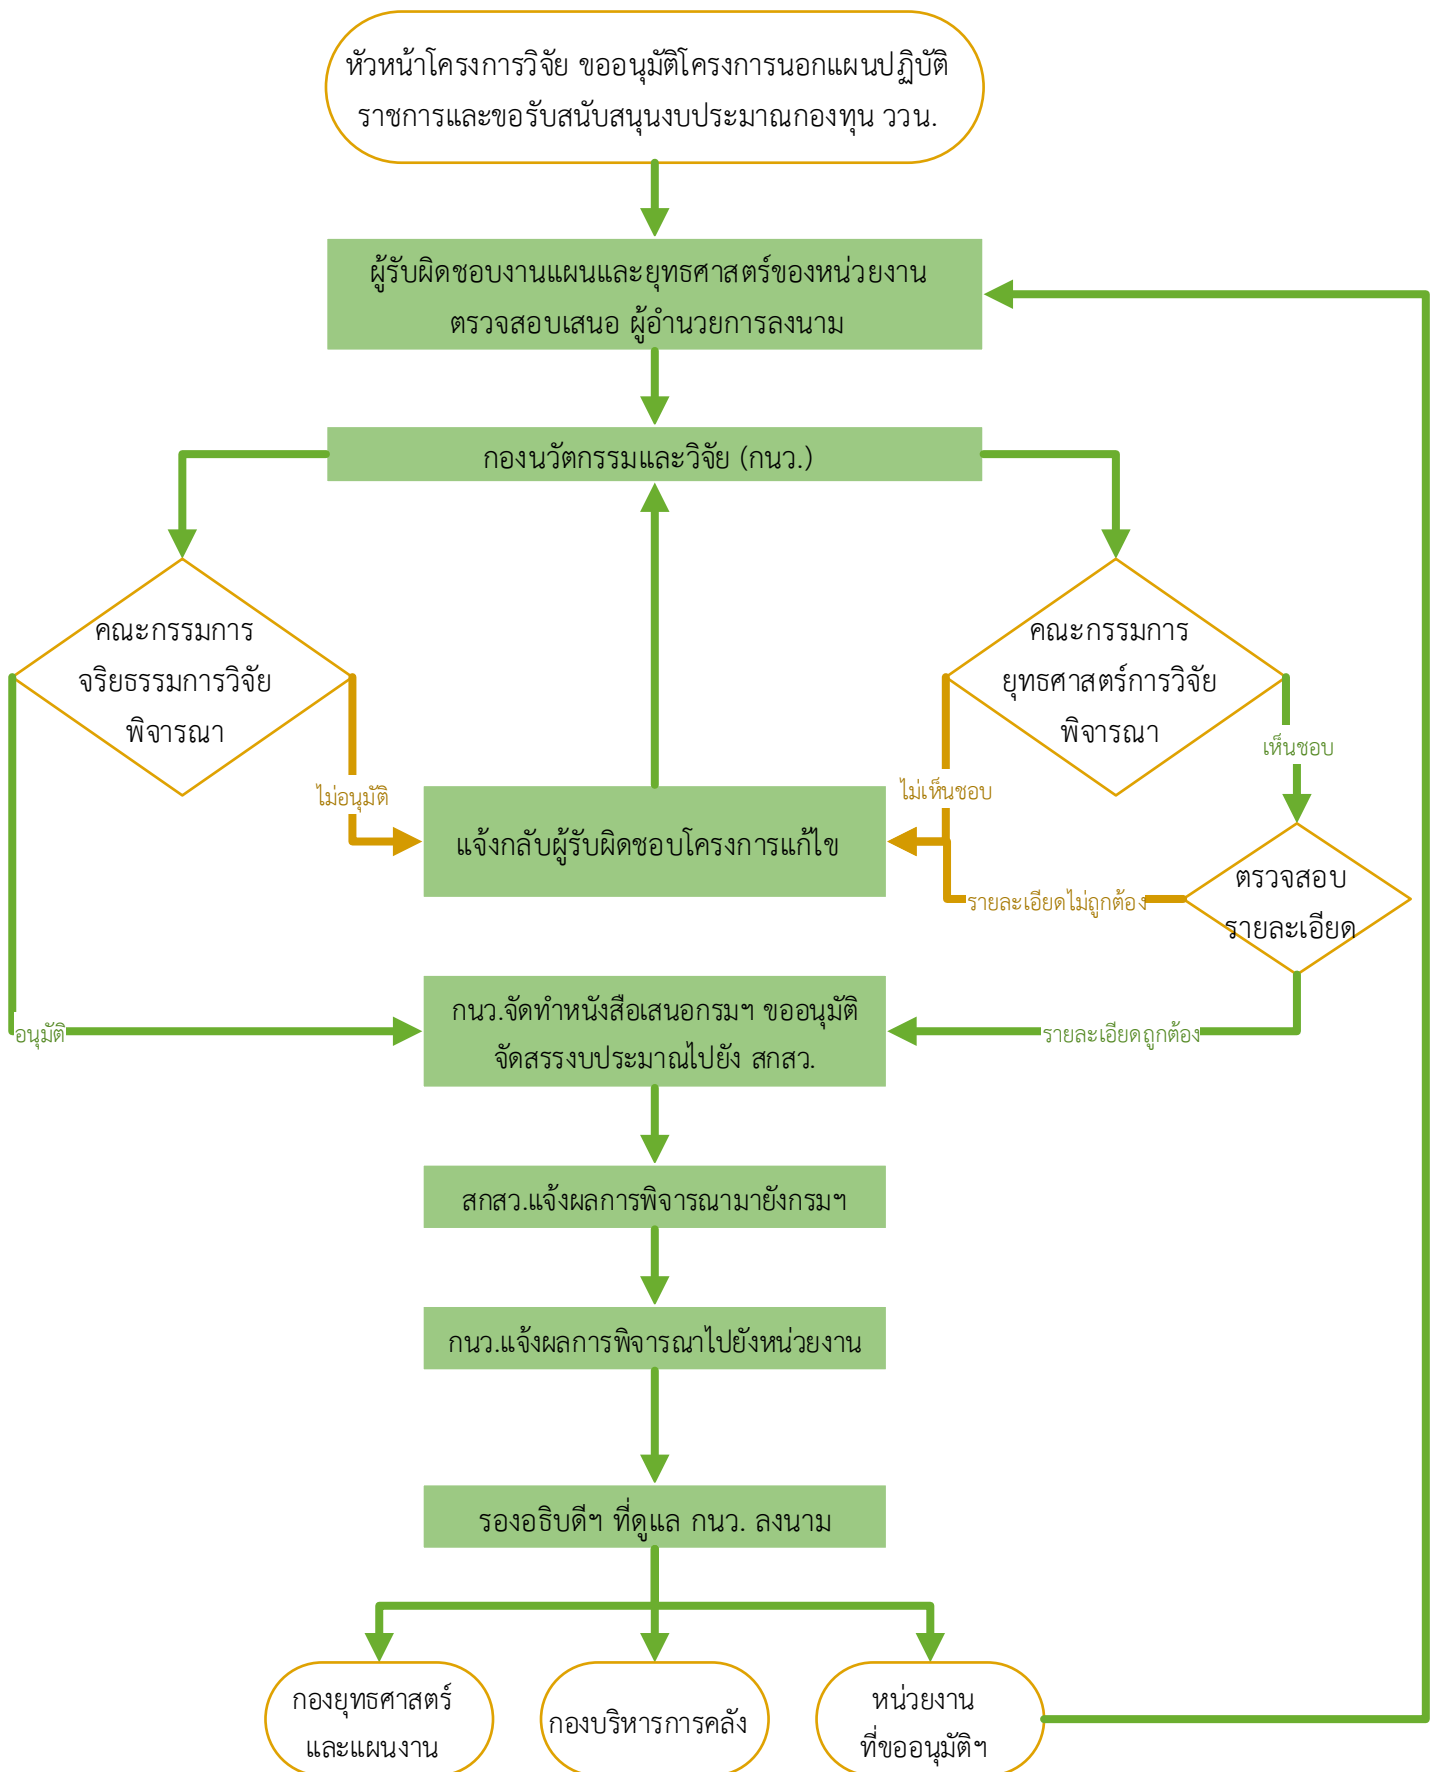 หัวหน้าโครงการวิจัย ขออนุมัติโครงการนอกแผนปฏิบัติ
ราชการและขอรับสนับสนุนงบประมาณกองทุน ววน.
ผู้รับผิดชอบงานแผนและยุทธศาสตร์ของหน่วยงาน
ตรวจสอบเสนอ ผู้อำนวยการลงนาม
กองนวัตกรรมและวิจัย (กนว.)
คณะกรรมการ
จริยธรรมการวิจัย
พิจารณา
คณะกรรมการ
ยุทธศาสตร์การวิจัย
พิจารณา
เห็นชอบ
ไม่อนุมัติ
ไม่เห็นชอบ
แจ้งกลับผู้รับผิดชอบโครงการแก้ไข
ตรวจสอบ
รายละเอียด
รายละเอียดไม่ถูกต้อง
กนว.จัดทำหนังสือเสนอกรมฯ ขออนุมัติ
จัดสรรงบประมาณไปยัง สกสว.
อนุมัติ
รายละเอียดถูกต้อง
สกสว.แจ้งผลการพิจารณามายังกรมฯ
กนว.แจ้งผลการพิจารณาไปยังหน่วยงาน
รองอธิบดีฯ ที่ดูแล กนว. ลงนาม
กองยุทธศาสตร์
และแผนงาน
กองบริหารการคลัง
หน่วยงาน
ที่ขออนุมัติฯ